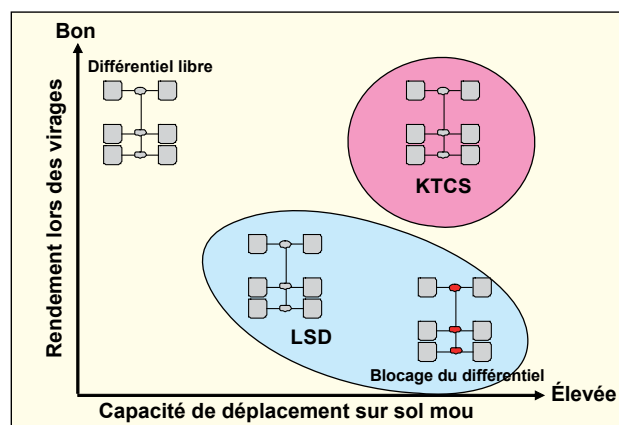 Bon
Différentiel libre
KTCS
Rendement lors des virages
LSD
Blocage du différentiel
Élevée
Capacité de déplacement sur sol mou